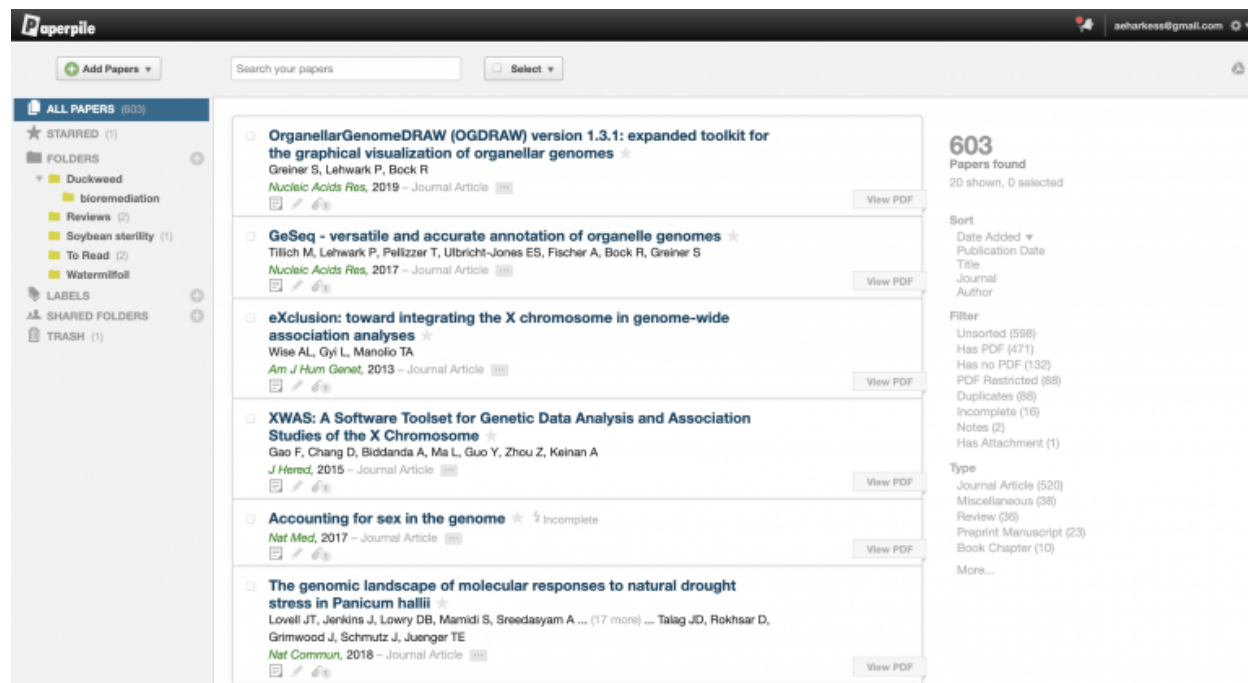 Paperpile
aeharkess@gmail.com
Add Papers
Search your papers
Select
ALL PAPERS (603)
STARRED (1)
FOLDERS
Duckweed
bioremediation
Reviews (2)
Soybean sterility (1)
To Read (2)
Watermilfoil
LABELS
SHARED FOLDERS
TRASH (1)
OrganellarGenomeDRAW (OGDRAW) version 1.3.1: expanded toolkit for
the graphical visualization of organellar genomes
Greiner S, Lehwark P, Bock R
Nucleic Acids Res, 2019 – Journal Article
View PDF
GeSeq - versatile and accurate annotation of organelle genomes
Tillich M, Lehwark P, Pellizzer T, Ulbricht-Jones ES, Fischer A, Bock R, Greiner S
Nucleic Acids Res, 2017 – Journal Article
View PDF
eXclusion: toward integrating the X chromosome in genome-wide
association analyses
Wise AL, Gyi L, Manolio TA
Am J Hum Genet, 2013 – Journal Article
View PDF
XWAS: A Software Toolset for Genetic Data Analysis and Association
Studies of the X Chromosome
Gao F, Chang D, Biddanda A, Ma L, Guo Y, Zhou Z, Keinan A
J Hered, 2015 – Journal Article
View PDF
Accounting for sex in the genome Incomplete
Nat Med, 2017 – Journal Article
View PDF
The genomic landscape of molecular responses to natural drought
stress in Panicum hallii
Lovell JT, Jenkins J, Lowry DB, Mamidi S, Sreedasyam A ... (17 more) ... Talag JD, Rokhsar D,
Grimwood J, Schmutz J, Juenger TE
Nat Commun, 2018 – Journal Article
View PDF
603
Papers found
20 shown, 0 selected
Sort
Date Added
Publication Date
Title
Journal
Author
Filter
Unsorted (598)
Has PDF (471)
Has no PDF (132)
PDF Restricted (88)
Duplicates (88)
Incomplete (16)
Notes (2)
Has Attachment (1)
Type
Journal Article (520)
Miscellaneous (38)
Review (36)
Preprint Manuscript (23)
Book Chapter (10)
More...